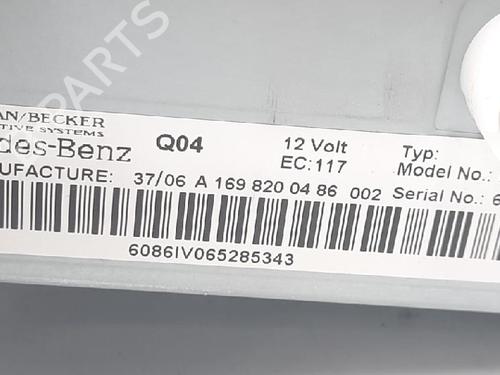 AN/BECKER
TIVE SYSTEMS
des-Benz Q04 12 Volt Typ:
EC:117 Model No.:
UFACTURE: 37/06 A 169 820 04 86 002 Serial No.: 6
6086IV065285343
B-PARTS